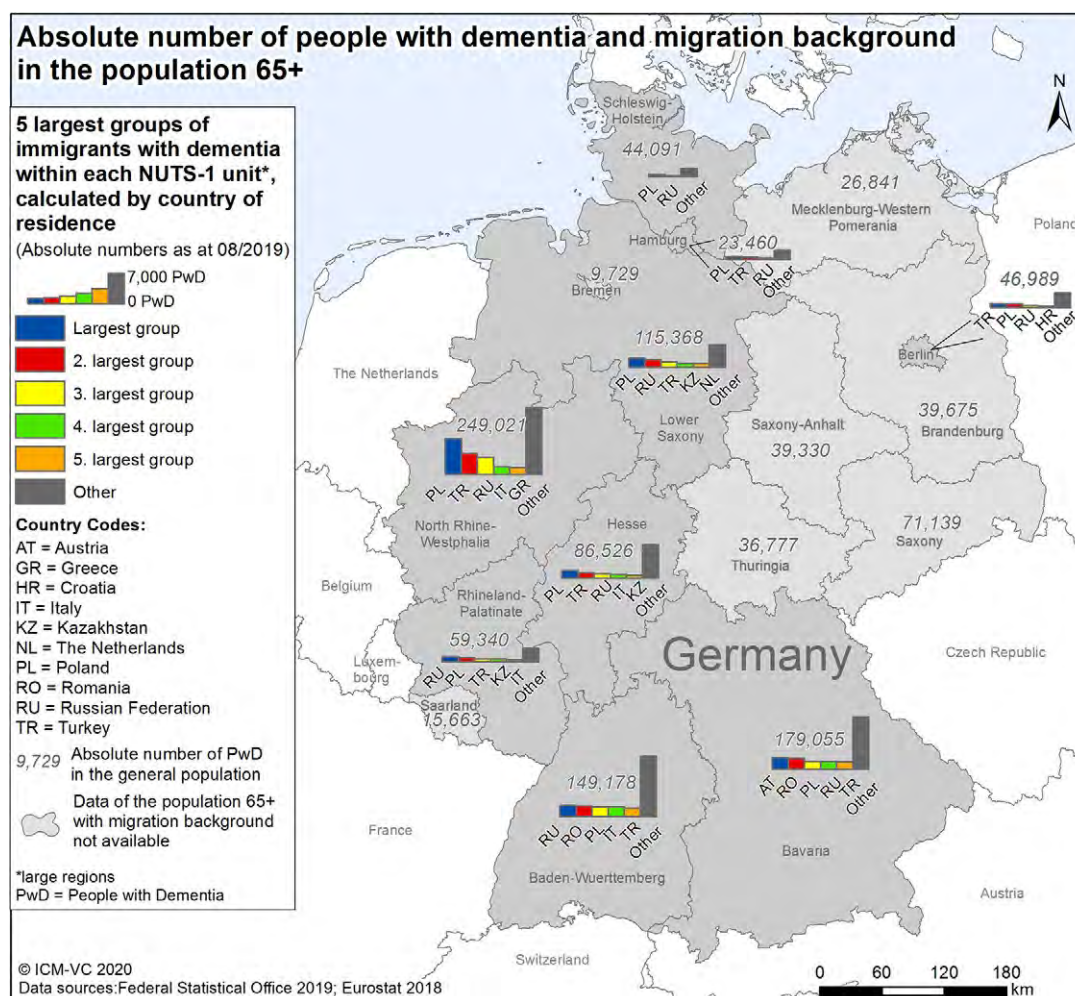 Absolute number of people with dementia and migration background
in the population 65+
5 largest groups of
immigrants with dementia
within each NUTS-1 unit*,
calculated by country of
residence
(Absolute numbers as at 08/2019)
7,000 PwD
0 PwD
Largest group
2. largest group
3. largest group
4. largest group
5. largest group
Other
Country Codes:
AT = Austria
GR = Greece
HR = Croatia
IT = Italy
KZ = Kazakhstan
NL = The Netherlands
PL = Poland
RO = Romania
RU = Russian Federation
TR = Turkey
9,729 Absolute number of PwD
in the general population
Data of the population 65+
with migration background
not available
*large regions
PwD = People with Dementia
© ICM-VC 2020
Data sources:Federal Statistical Office 2019; Eurostat 2018
N
Schleswig-
Holstein
44,091
PL RU Other
26,841
Mecklenburg-Western
Pomerania
Poland
Hamburg
23,460
PL TR RU Other
9,729
Bremen
46,989
TR PL RU HR Other
Berlin
115,368
PL RU TR KZ NL Other
Lower
Saxony
The Netherlands
39,675
Brandenburg
Saxony-Anhalt
39,330
249,021
PL TR RU IT GR Other
North Rhine-
Westphalia
Hesse
86,526
PL TR RU IT KZ Other
36,777
Thuringia
71,139
Saxony
Belgium
Rhineland-
Palatinate
59,340
RU PL TR KZ IT Other
Luxem-
bourg
Germany
Czech Republic
Saarland
15,663
179,055
AT RO PL RU TR Other
Bavaria
149,178
RU RO PL IT TR Other
Baden-Wuerttemberg
France
Austria
Switzerland
0 60 120 180
km